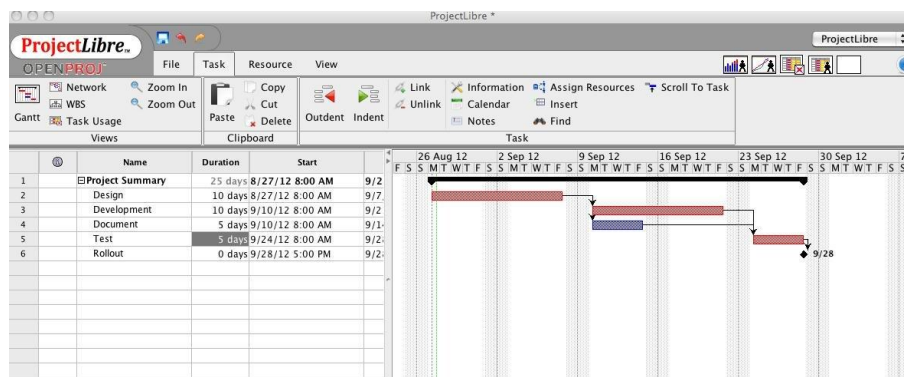 ProjectLibre *
ProjectLibre™
OPENPROJ
File Task Resource View
ProjectLibre
Gantt
Network
WBS
Task Usage
Zoom In
Zoom Out
Views
Paste
Copy
Cut
Delete
Clipboard
Outdent Indent
Link
Unlink
Information
Calendar
Notes
Assign Resources
Insert
Find
Scroll To Task
Task
Name Duration Start
26 Aug 12 2 Sep 12 9 Sep 12 16 Sep 12 23 Sep 12 30 Sep 12 7
F S S M T W T F S S M T W T F S S M T W T F S S M T W T F S S M T W T F S S M T W T F S S
1 Project Summary 25 days 8/27/12 8:00 AM 9/2
2 Design 10 days 8/27/12 8:00 AM 9/7
3 Development 10 days 9/10/12 8:00 AM 9/2
4 Document 5 days 9/10/12 8:00 AM 9/1
5 Test 5 days 9/24/12 8:00 AM 9/2
6 Rollout 0 days 9/28/12 5:00 PM 9/2
9/28